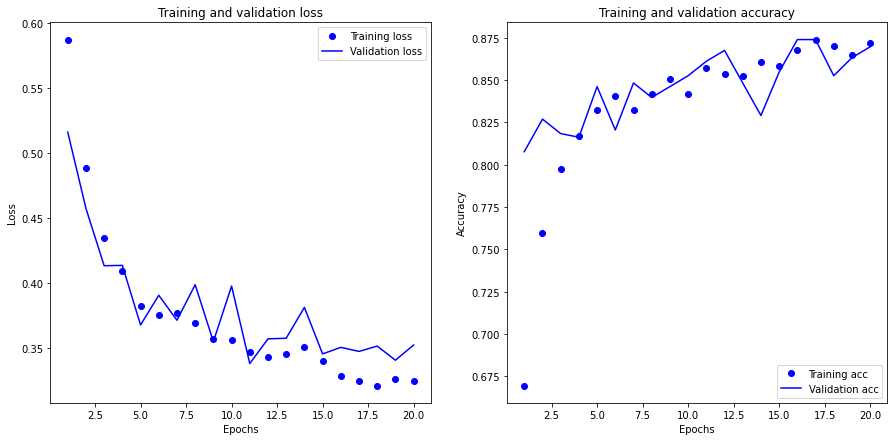 Training and validation loss
Training loss
Validation loss
0.60
0.55
0.50
0.45
0.40
0.35
Loss
2.5 5.0 7.5 10.0 12.5 15.0 17.5 20.0
Epochs
Training and validation accuracy
0.875
0.850
0.825
0.800
0.775
0.750
0.725
0.700
0.675
Accuracy
Training acc
Validation acc
2.5 5.0 7.5 10.0 12.5 15.0 17.5 20.0
Epochs